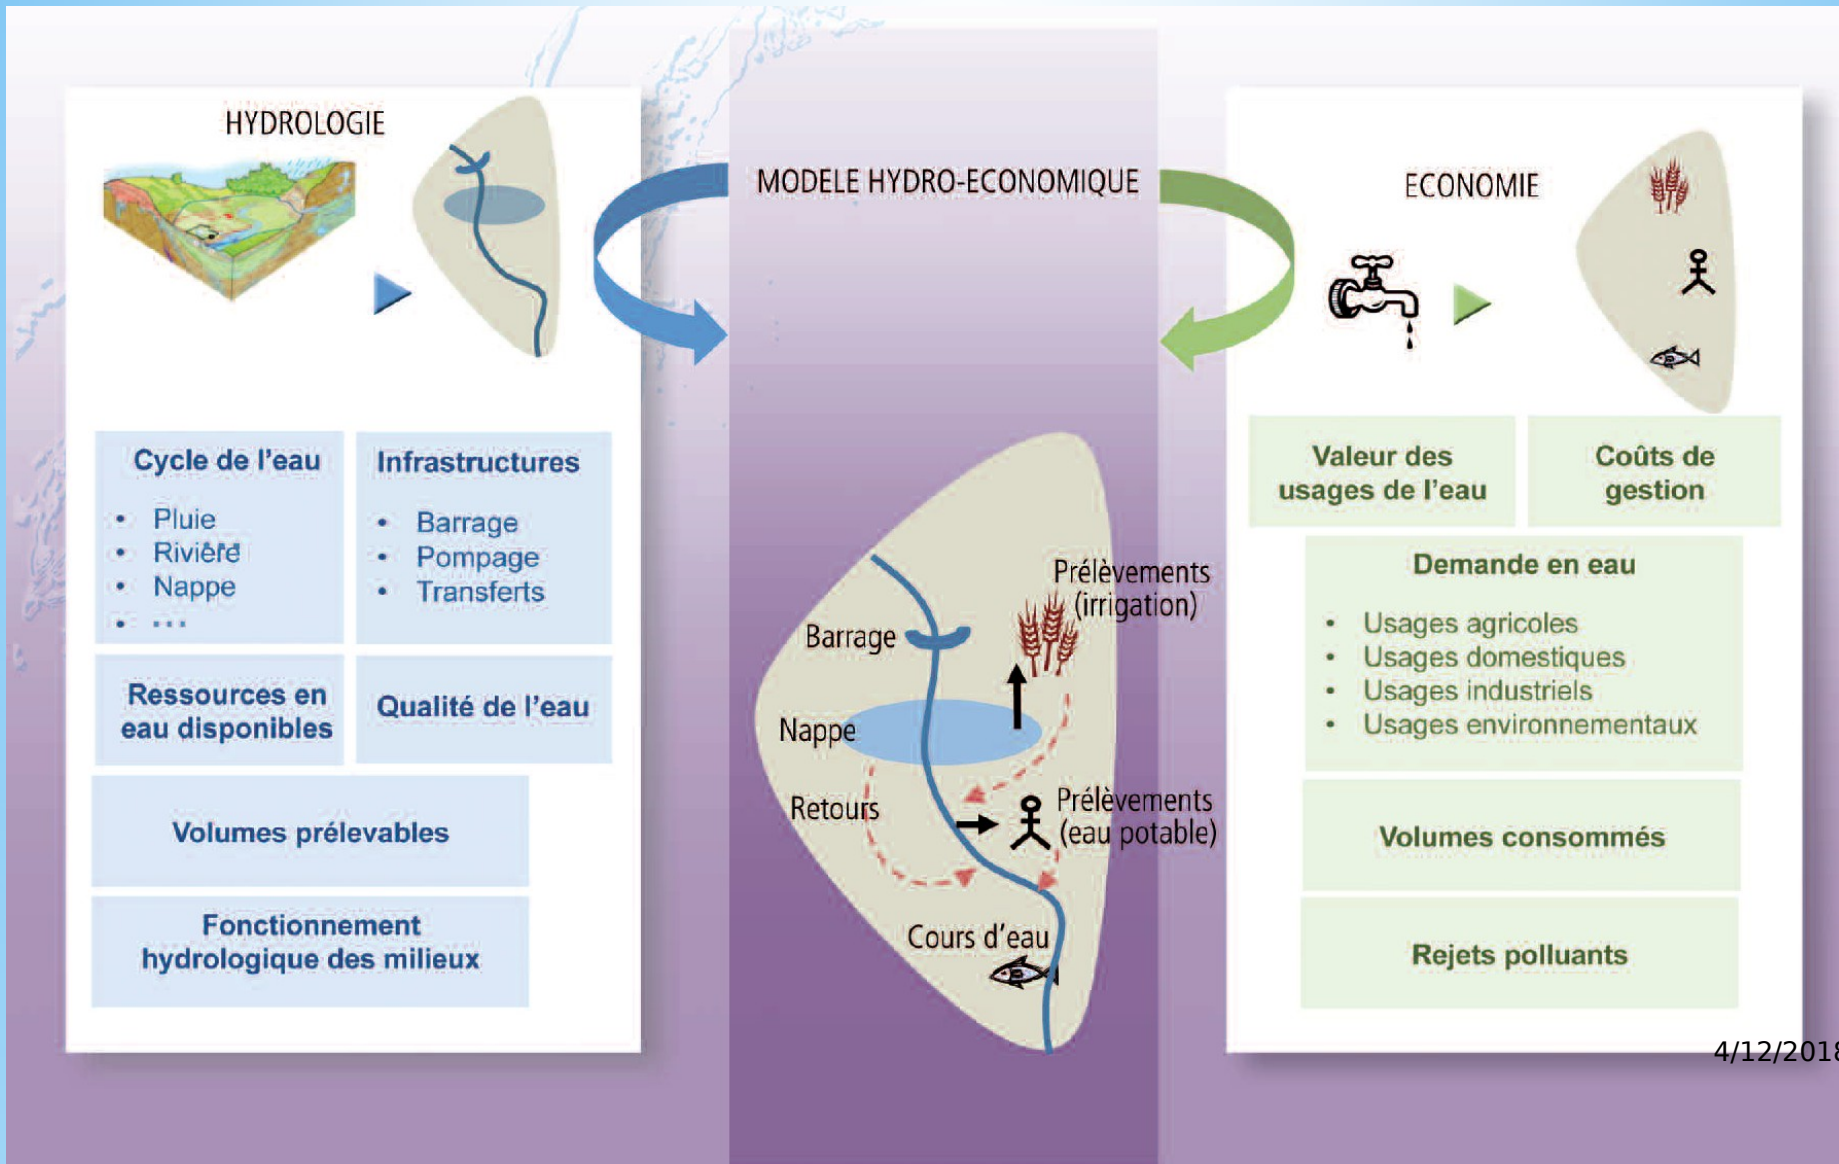 HYDROLOGIE
Cycle de l'eau
• Pluie
• Rivière
• Nappe
• ...
Infrastructures
• Barrage
• Pompage
• Transferts
Ressources en
eau disponibles
Qualité de l'eau
Volumes prélevables
Fonctionnement
hydrologique des milieux
MODELE HYDRO-ECONOMIQUE
Prélèvements
(irrigation)
Barrage
Nappe
Retours
Prélèvements
(eau potable)
Cours d'eau
ECONOMIE
Valeur des
usages de l'eau
Coûts de
gestion
Demande en eau
• Usages agricoles
• Usages domestiques
• Usages industriels
• Usages environnementaux
Volumes consommés
Rejets polluants
4/12/2018